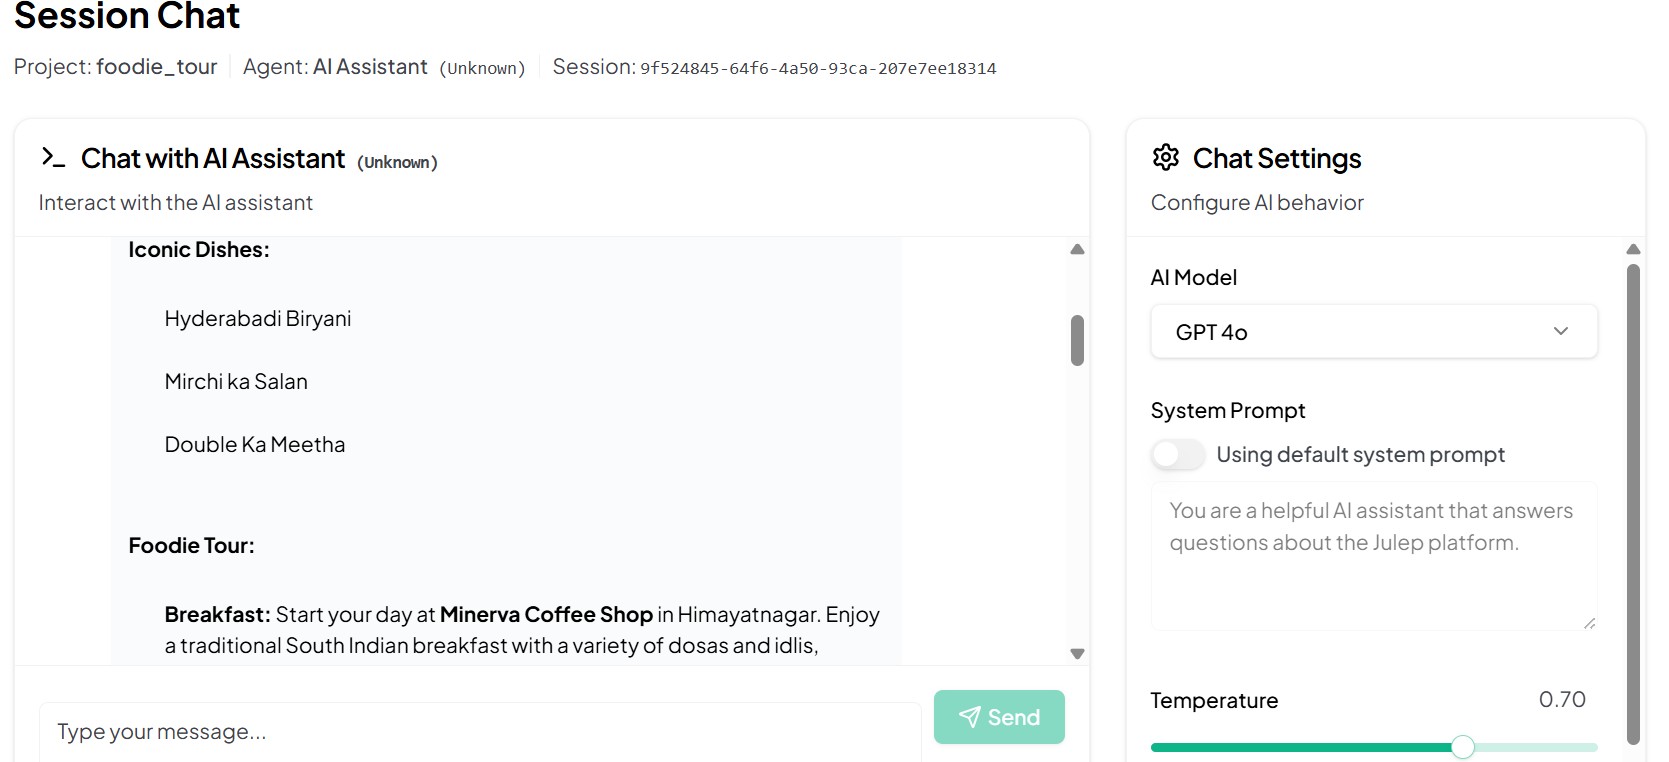 Session Chat
Project: foodie_tour Agent: AI Assistant (Unknown) Session: 9f524845-64f6-4a50-93ca-207e7ee18314
Chat with AI Assistant (Unknown)
Interact with the AI assistant
Iconic Dishes:
Hyderabadi Biryani
Mirchi ka Salan
Double Ka Meetha
Foodie Tour:
Breakfast: Start your day at Minerva Coffee Shop in Himayatnagar. Enjoy
a traditional South Indian breakfast with a variety of dosas and idlis,
Type your message...
Send
Chat Settings
Configure AI behavior
AI Model
GPT 4o
System Prompt
Using default system prompt
You are a helpful AI assistant that answers
questions about the Julep platform.
Temperature 0.70